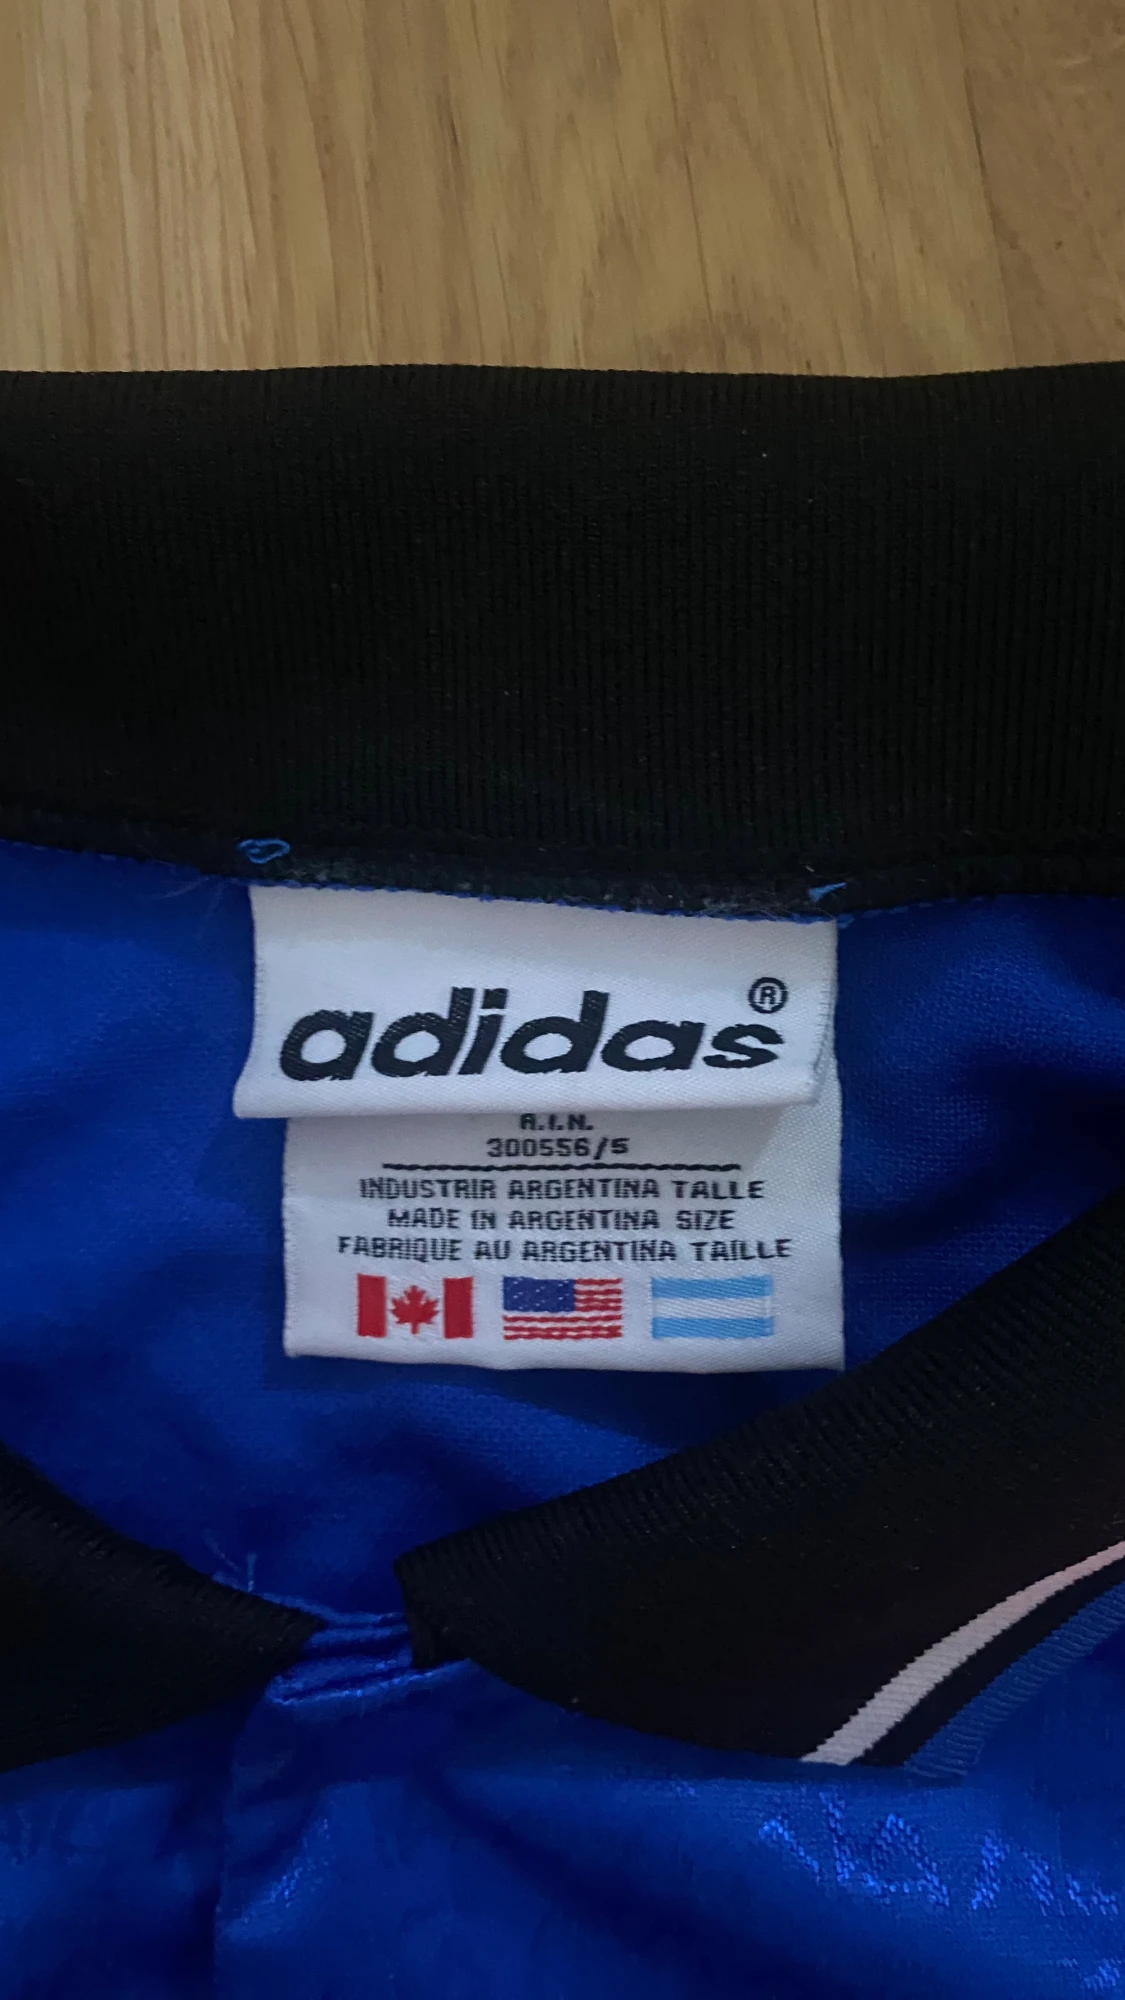 adidas®
R.I.N.
300556/5
INDUSTRIA ARGENTINA TALLE
MADE IN ARGENTINA SIZE
FABRIQUE AU ARGENTINA TAILLE